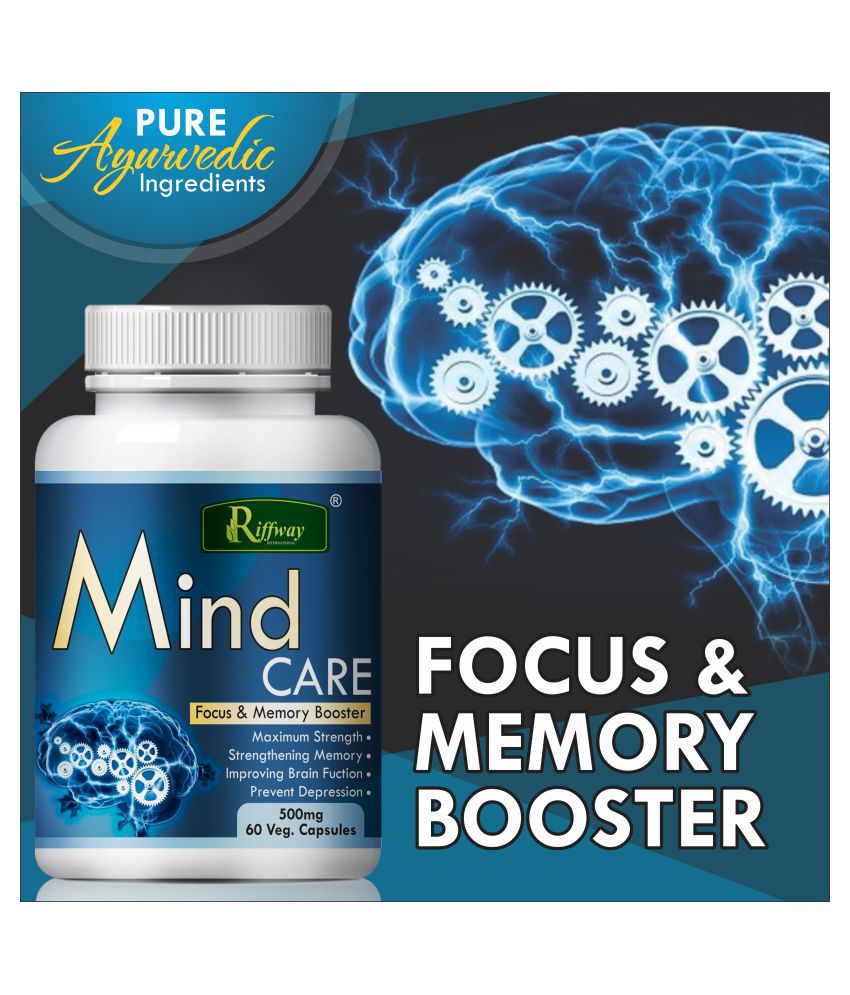 PURE
Ayurvedic
Ingredients
Riffway
INTERNATIONAL
®
Mind
CARE
Focus & Memory Booster
Maximum Strength •
Strengthening Memory •
Improving Brain Fuction •
Prevent Depression •
500mg
60 Veg. Capsules
FOCUS &
MEMORY
BOOSTER